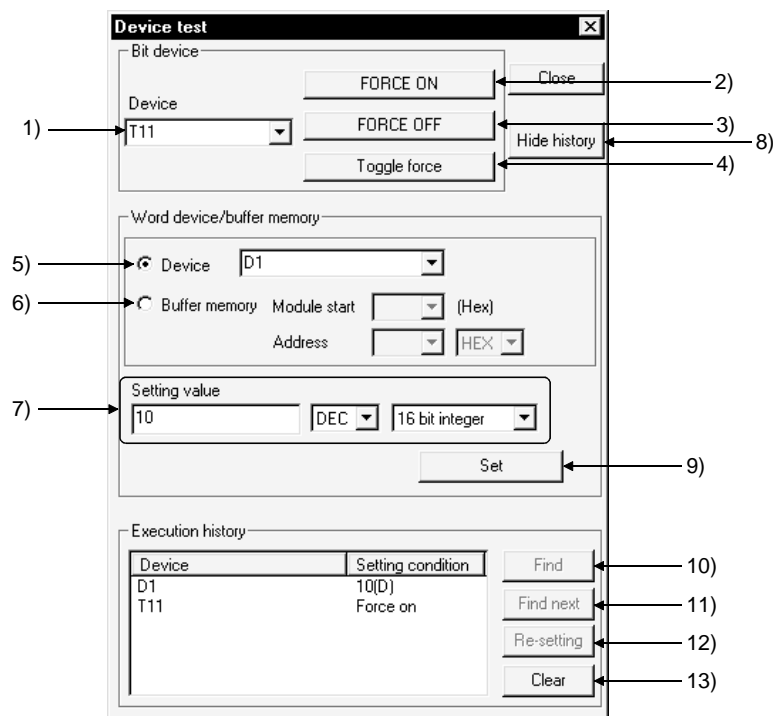 Device test
Bit device
FORCE ON
Close
2)
Device
1)
T11
FORCE OFF
3)
Hide history
8)
Toggle force
4)
Word device/buffer memory
5)
Device
D1
6)
Buffer memory Module start (Hex)
Address HEX
Setting value
7)
10 DEC 16 bit integer
Set
9)
Execution history
Device Setting condition
D1 10(D)
T11 Force on
Find
10)
Find next
11)
Re-setting
12)
Clear
13)